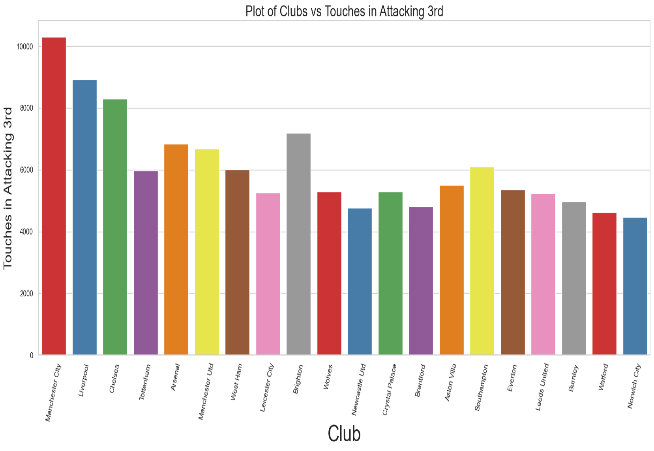 Plot of Clubs vs Touches in Attacking 3rd
Touches in Attacking 3rd
10000
8000
6000
4000
2000
0
Manchester City
Liverpool
Chelsea
Tottenham
Arsenal
Manchester Utd
West Ham
Leicester City
Brighton
Wolves
Newcastle Utd
Crystal Palace
Brentford
Aston Villa
Southampton
Everton
Leeds United
Burnley
Watford
Norwich City
Club